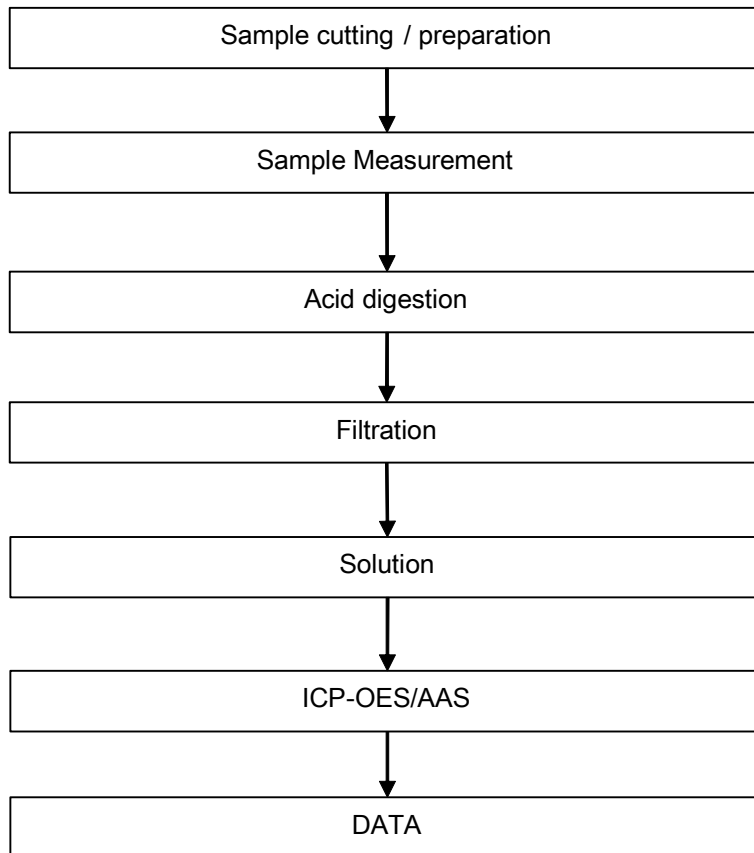 Sample cutting / preparation
Sample Measurement
Acid digestion
Filtration
Solution
ICP-OES/AAS
DATA